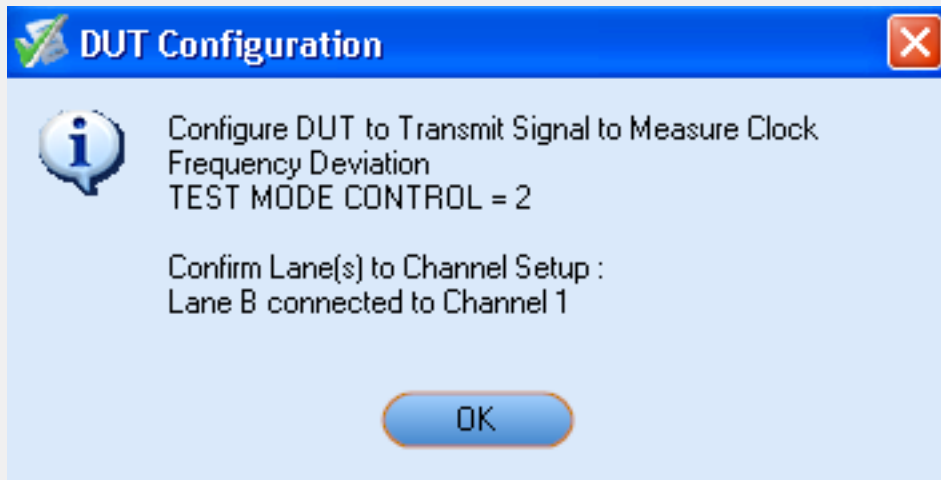 DUT Configuration
Configure DUT to Transmit Signal to Measure Clock
Frequency Deviation
TEST MODE CONTROL = 2
Confirm Lane(s) to Channel Setup :
Lane B connected to Channel 1
OK